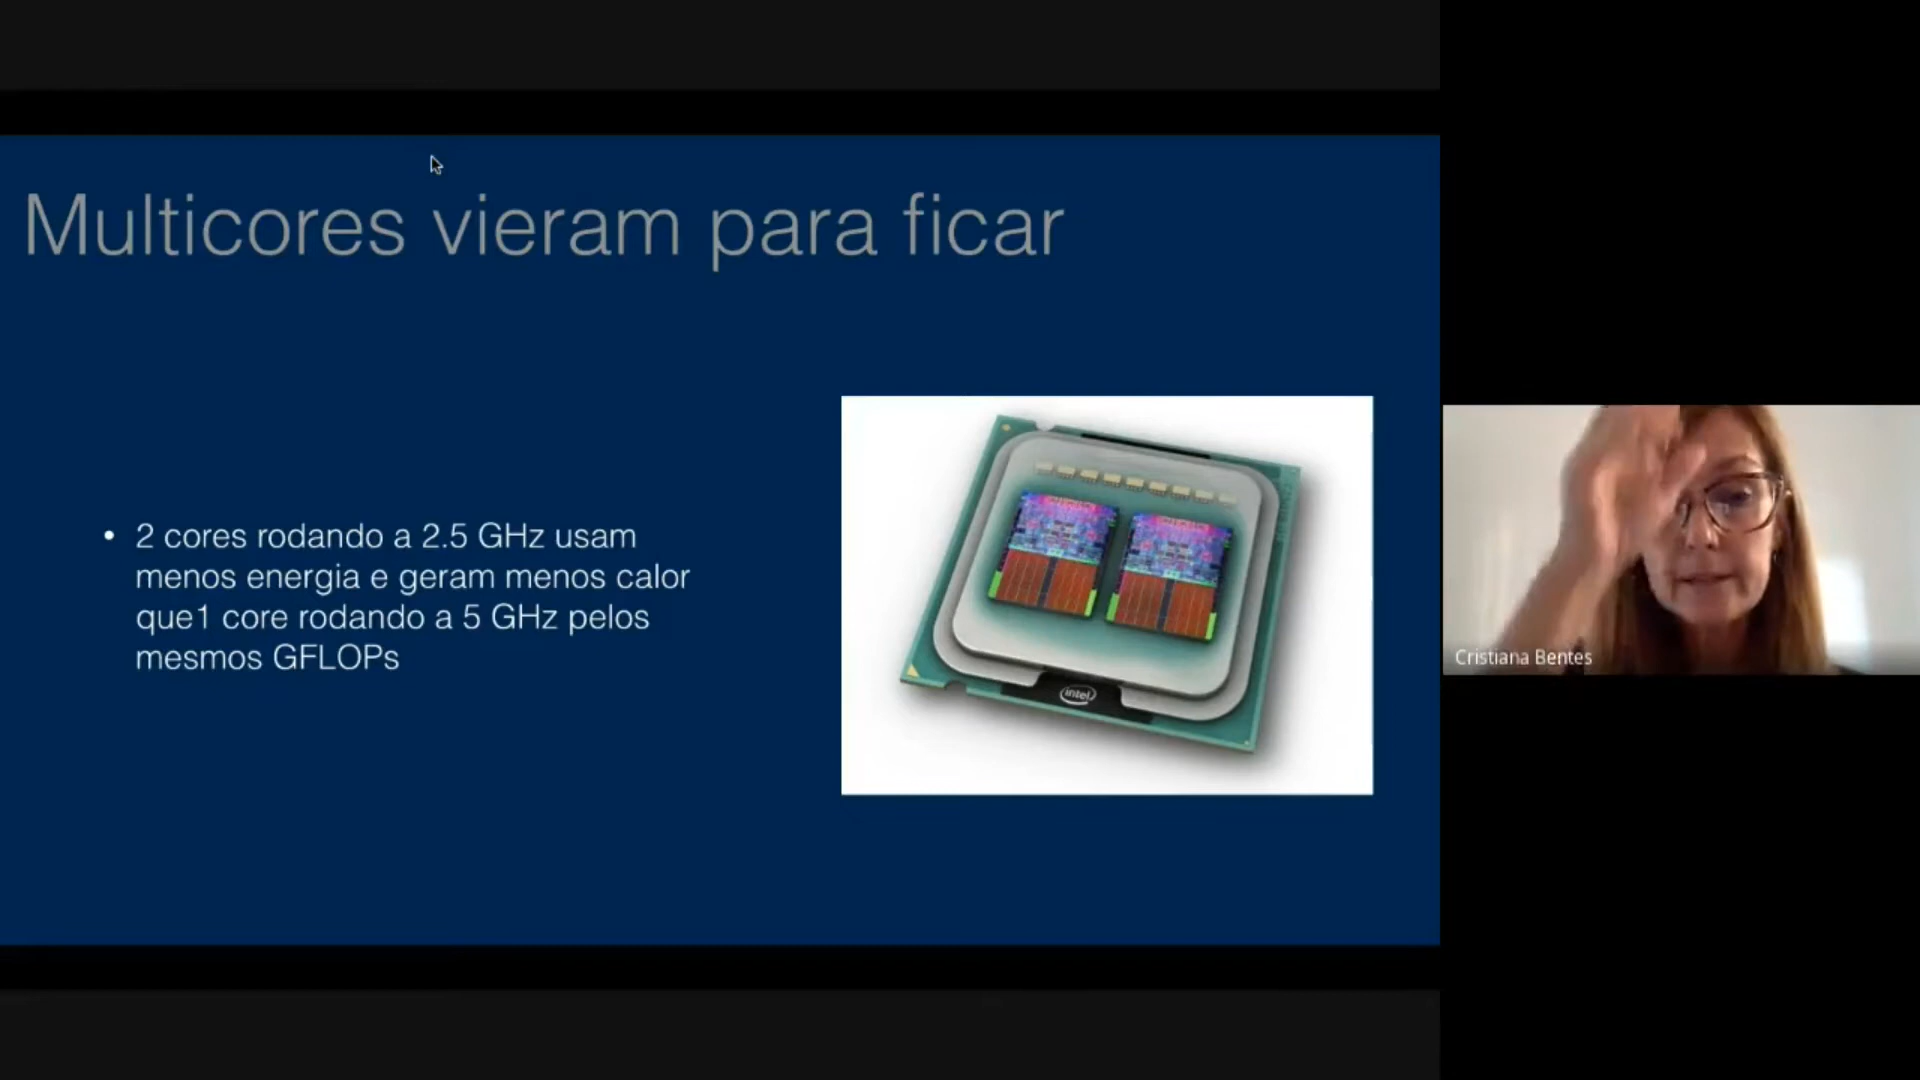 Multicores vieram para ficar
• 2 cores rodando a 2.5 GHz usam
menos energia e geram menos calor
que1 core rodando a 5 GHz pelos
mesmos GFLOPs
intel
Cristiana Bentes